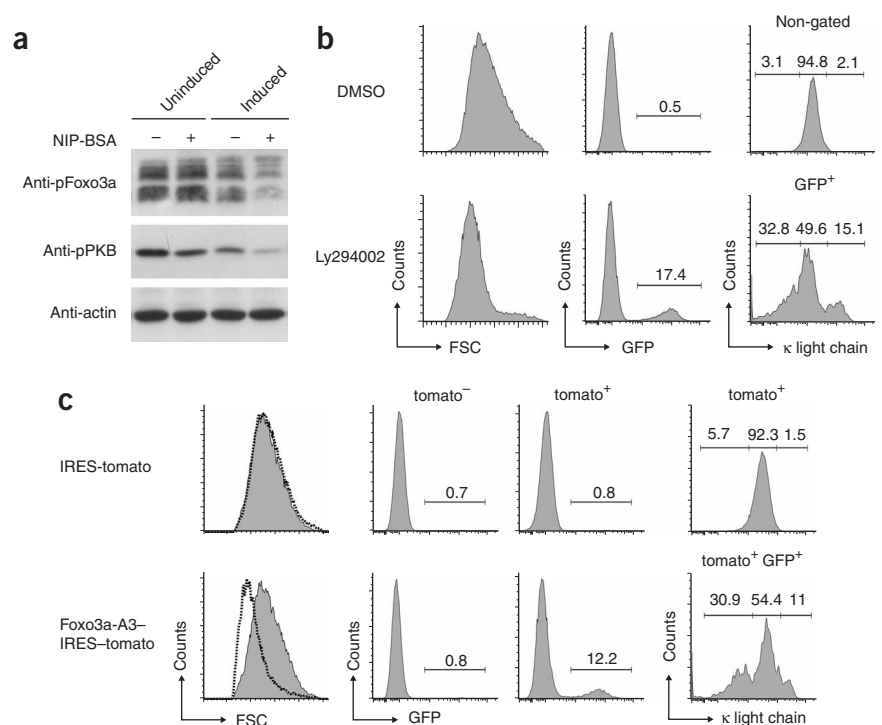 a
Uninduced
Induced
NIP-BSA – + – +
Anti-pFoxo3a
Anti-pPKB
Anti-actin
b
DMSO
0.5
Non-gated
3.1 94.8 2.1
Ly294002
Counts
FSC
17.4
Counts
GFP
GFP+
32.8 49.6 15.1
Counts
κ light chain
c
tomato– tomato+ tomato+
IRES-tomato
0.7
0.8
5.7 92.3 1.5
tomato+ GFP+
Foxo3a-A3–
IRES–tomato
Counts
FSC
0.8
12.2
Counts
GFP
30.9 54.4 11
Counts
κ light chain